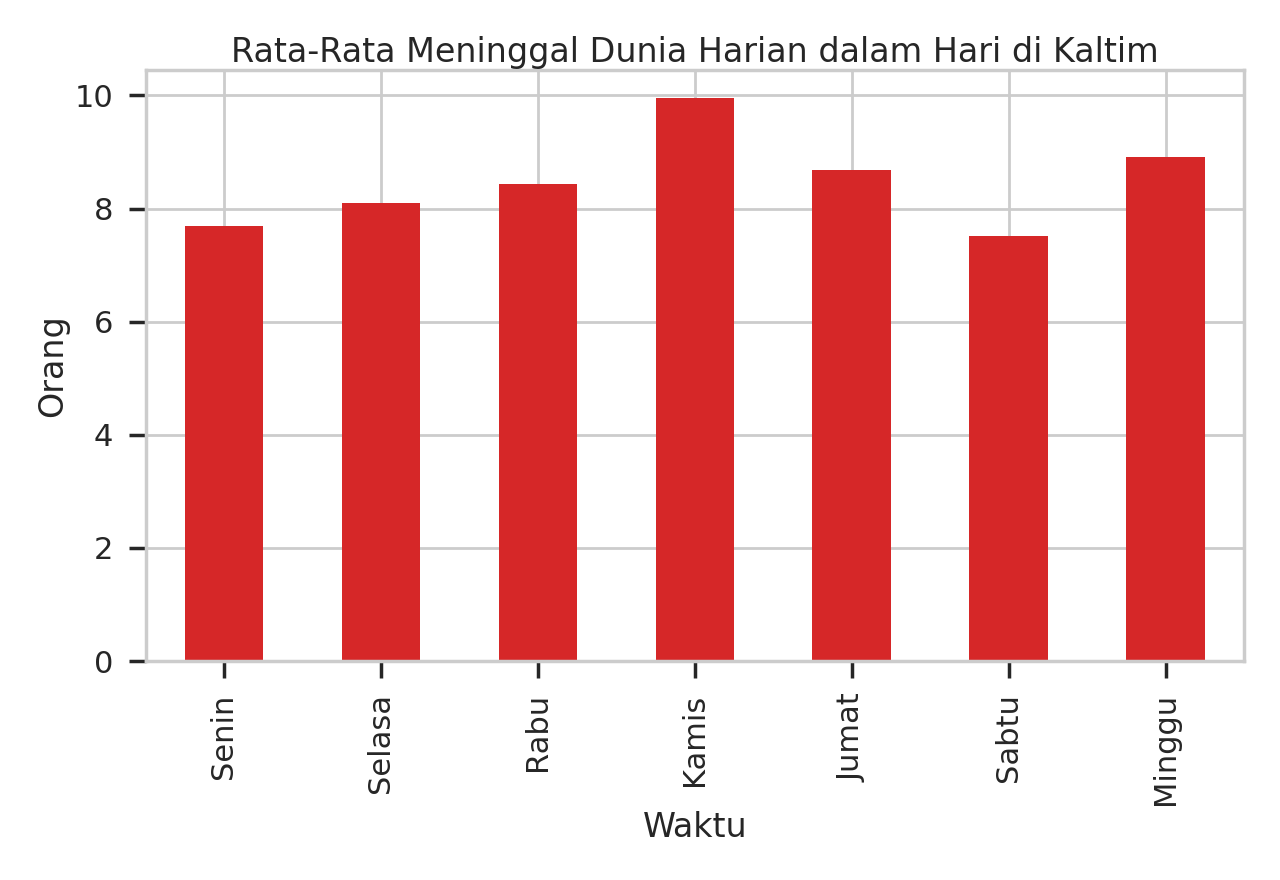 Rata-Rata Meninggal Dunia Harian dalam Hari di Kaltim
10
8
6
4
2
0
Orang
Senin
Selasa
Rabu
Kamis
Jumat
Sabtu
Minggu
Waktu